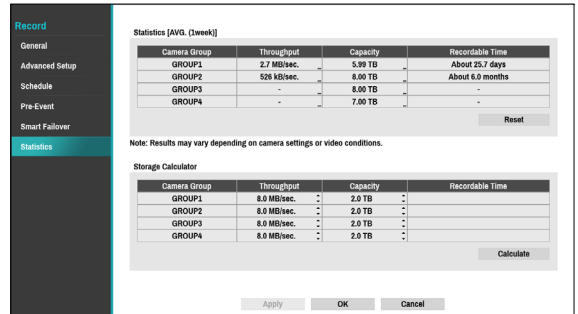 Record
General
Advanced Setup
Schedule
Pre-Event
Smart Failover
Statistics
Statistics [AVG. (1week)]
Camera Group Throughput Capacity Recordable Time
GROUP1 2.7 MB/sec. 5.99 TB About 25.7 days
GROUP2 526 kB/sec. 8.00 TB About 6.0 months
GROUP3 - 8.00 TB -
GROUP4 - 7.00 TB -
Reset
Note: Results may vary depending on camera settings or video conditions.
Storage Calculator
Camera Group Throughput Capacity Recordable Time
GROUP1 8.0 MB/sec. 2.0 TB
GROUP2 8.0 MB/sec. 2.0 TB
GROUP3 8.0 MB/sec. 2.0 TB
GROUP4 8.0 MB/sec. 2.0 TB
Calculate
Apply OK Cancel